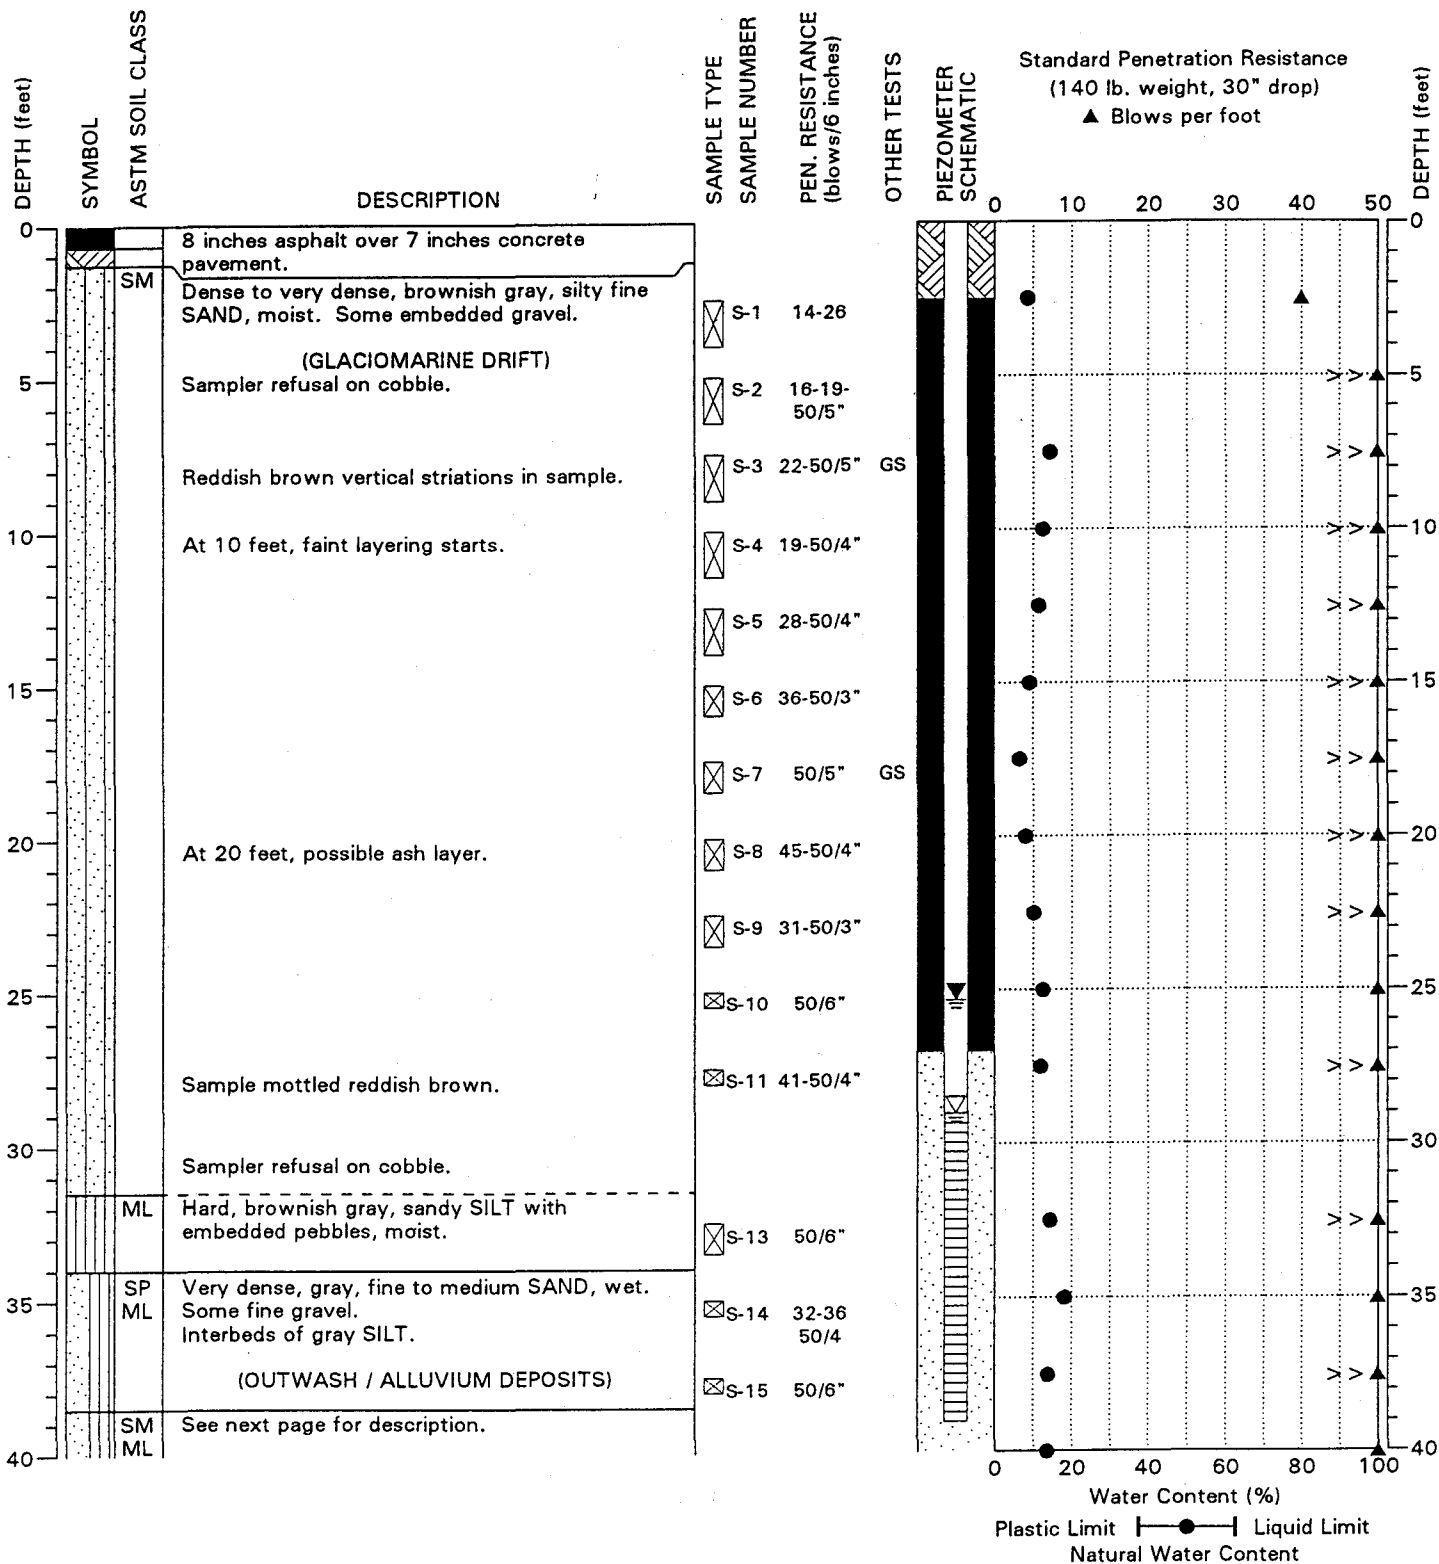 DEPTH (feet)
SYMBOL
ASTM SOIL CLASS
DESCRIPTION
SAMPLE TYPE
SAMPLE NUMBER
PEN. RESISTANCE
(blows/6 inches)
OTHER TESTS
PIEZOMETER
SCHEMATIC
Standard Penetration Resistance
(140 lb. weight, 30" drop)
▲ Blows per foot
DEPTH (feet)
0 10 20 30 40 50
0
8 inches asphalt over 7 inches concrete
pavement.
0
SM
Dense to very dense, brownish gray, silty fine
SAND, moist. Some embedded gravel.
S-1 14-26
(GLACIOMARINE DRIFT)
5
Sampler refusal on cobble.
S-2 16-19-
50/5"
> >
5
Reddish brown vertical striations in sample.
S-3 22-50/5" GS
> >
10
At 10 feet, faint layering starts.
S-4 19-50/4"
> >
10
S-5 28-50/4"
> >
15
S-6 36-50/3"
> >
15
S-7 50/5" GS
> >
20
At 20 feet, possible ash layer.
S-8 45-50/4"
> >
20
S-9 31-50/3"
> >
25
S-10 50/6"
25
Sample mottled reddish brown.
S-11 41-50/4"
> >
30
Sampler refusal on cobble.
30
ML
Hard, brownish gray, sandy SILT with
embedded pebbles, moist.
S-13 50/6"
> >
SP
ML
Very dense, gray, fine to medium SAND, wet.
Some fine gravel.
Interbeds of gray SILT.
35
S-14 32-36
50/4
35
(OUTWASH / ALLUVIUM DEPOSITS)
S-15 50/6"
> >
SM
ML
See next page for description.
40
40
0 20 40 60 80 100
Water Content (%)
Plastic Limit Liquid Limit
Natural Water Content